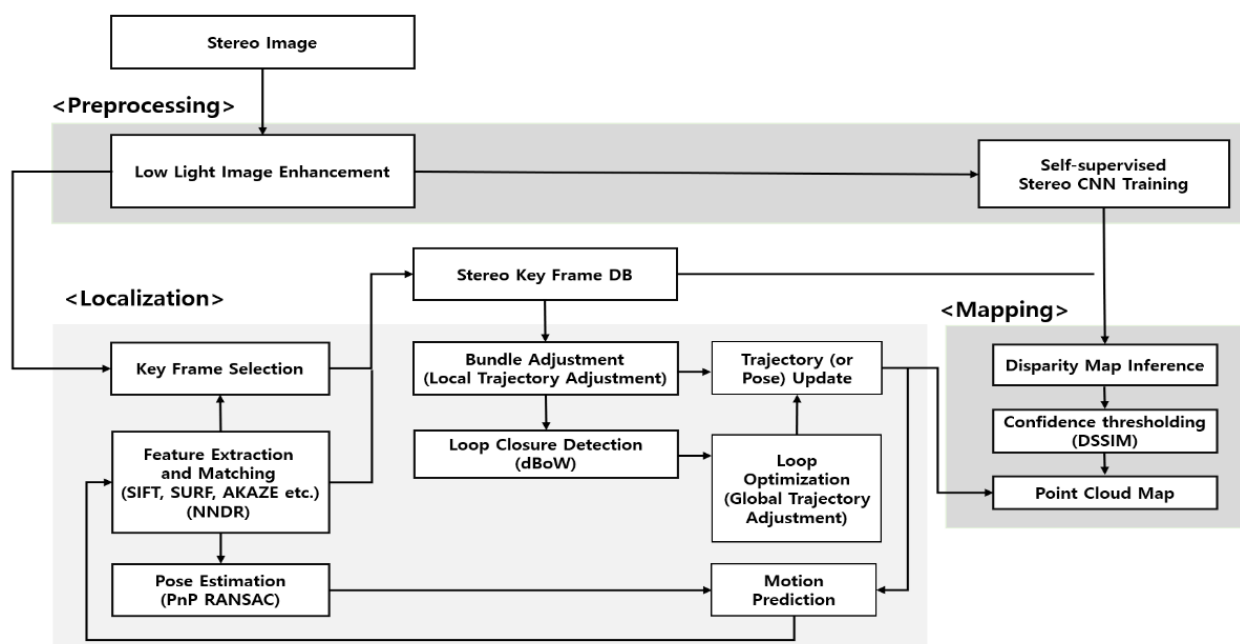 Stereo Image
<Preprocessing>
Low Light Image Enhancement
Self-supervised
Stereo CNN Training
Stereo Key Frame DB
<Localization>
<Mapping>
Key Frame Selection
Bundle Adjustment
(Local Trajectory Adjustment)
Trajectory (or
Pose) Update
Disparity Map Inference
Feature Extraction
and Matching
(SIFT, SURF, AKAZE etc.)
(NNDR)
Loop Closure Detection
(dBoW)
Loop
Optimization
(Global Trajectory
Adjustment)
Confidence thresholding
(DSSIM)
Point Cloud Map
Pose Estimation
(PnP RANSAC)
Motion
Prediction